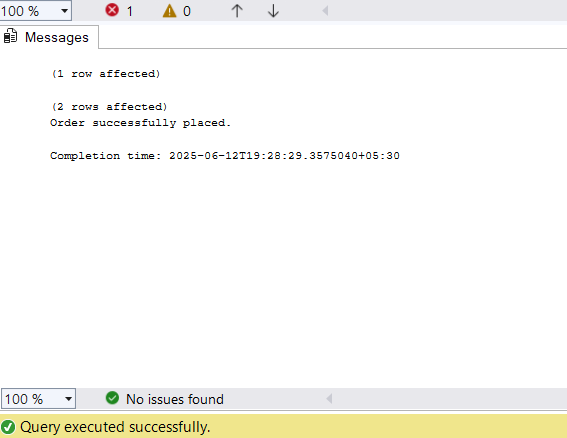 100 % 1 0
Messages
(1 row affected)
(2 rows affected)
Order successfully placed.
Completion time: 2025-06-12T19:28:29.3575040+05:30
100 % No issues found
Query executed successfully.